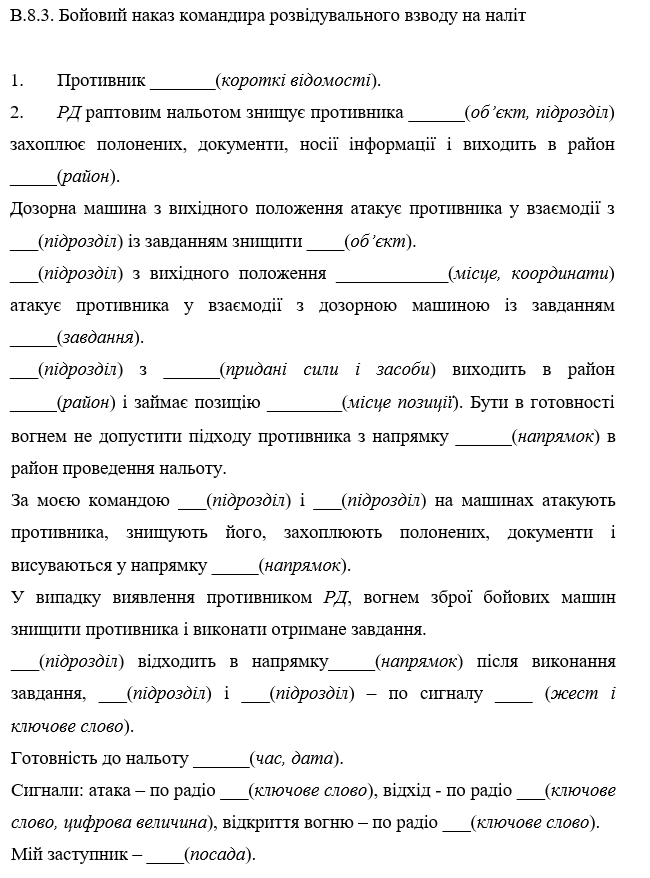 В.8.3. Бойовий наказ командира розвідувального взводу на наліт
1. Противник _______(короткі відомості).
2. РД раптовим нальотом знищує противника ______(об’єкт, підрозділ)
захоплює полонених, документи, носії інформації і виходить в район
_____(район).
Дозорна машина з вихідного положення атакує противника у взаємодії з
___(підрозділ) із завданням знищити ____(об’єкт).
___(підрозділ) з вихідного положення ____________(місце, координати)
атакує противника у взаємодії з дозорною машиною із завданням
_____(завдання).
___(підрозділ) з ______(придані сили і засоби) виходить в район
_____(район) і займає позицію ________(місце позиції). Бути в готовності
вогнем не допустити підходу противника з напрямку ______(напрямок) в
район проведення нальоту.
За моєю командою ___(підрозділ) і ___(підрозділ) на машинах атакують
противника, знищують його, захоплюють полонених, документи і
висуваються у напрямку _____(напрямок).
У випадку виявлення противником РД, вогнем зброї бойових машин
знищити противника і виконати отримане завдання.
___(підрозділ) відходить в напрямку_____(напрямок) після виконання
завдання, ___(підрозділ) і ___(підрозділ) – по сигналу ____ (жест і
ключове слово).
Готовність до нальоту ______(час, дата).
Сигнали: атака – по радіо ___(ключове слово), відхід - по радіо ___(ключове
слово, цифрова величина), відкриття вогню – по радіо ___(ключове слово).
Мій заступник – ____(посада).